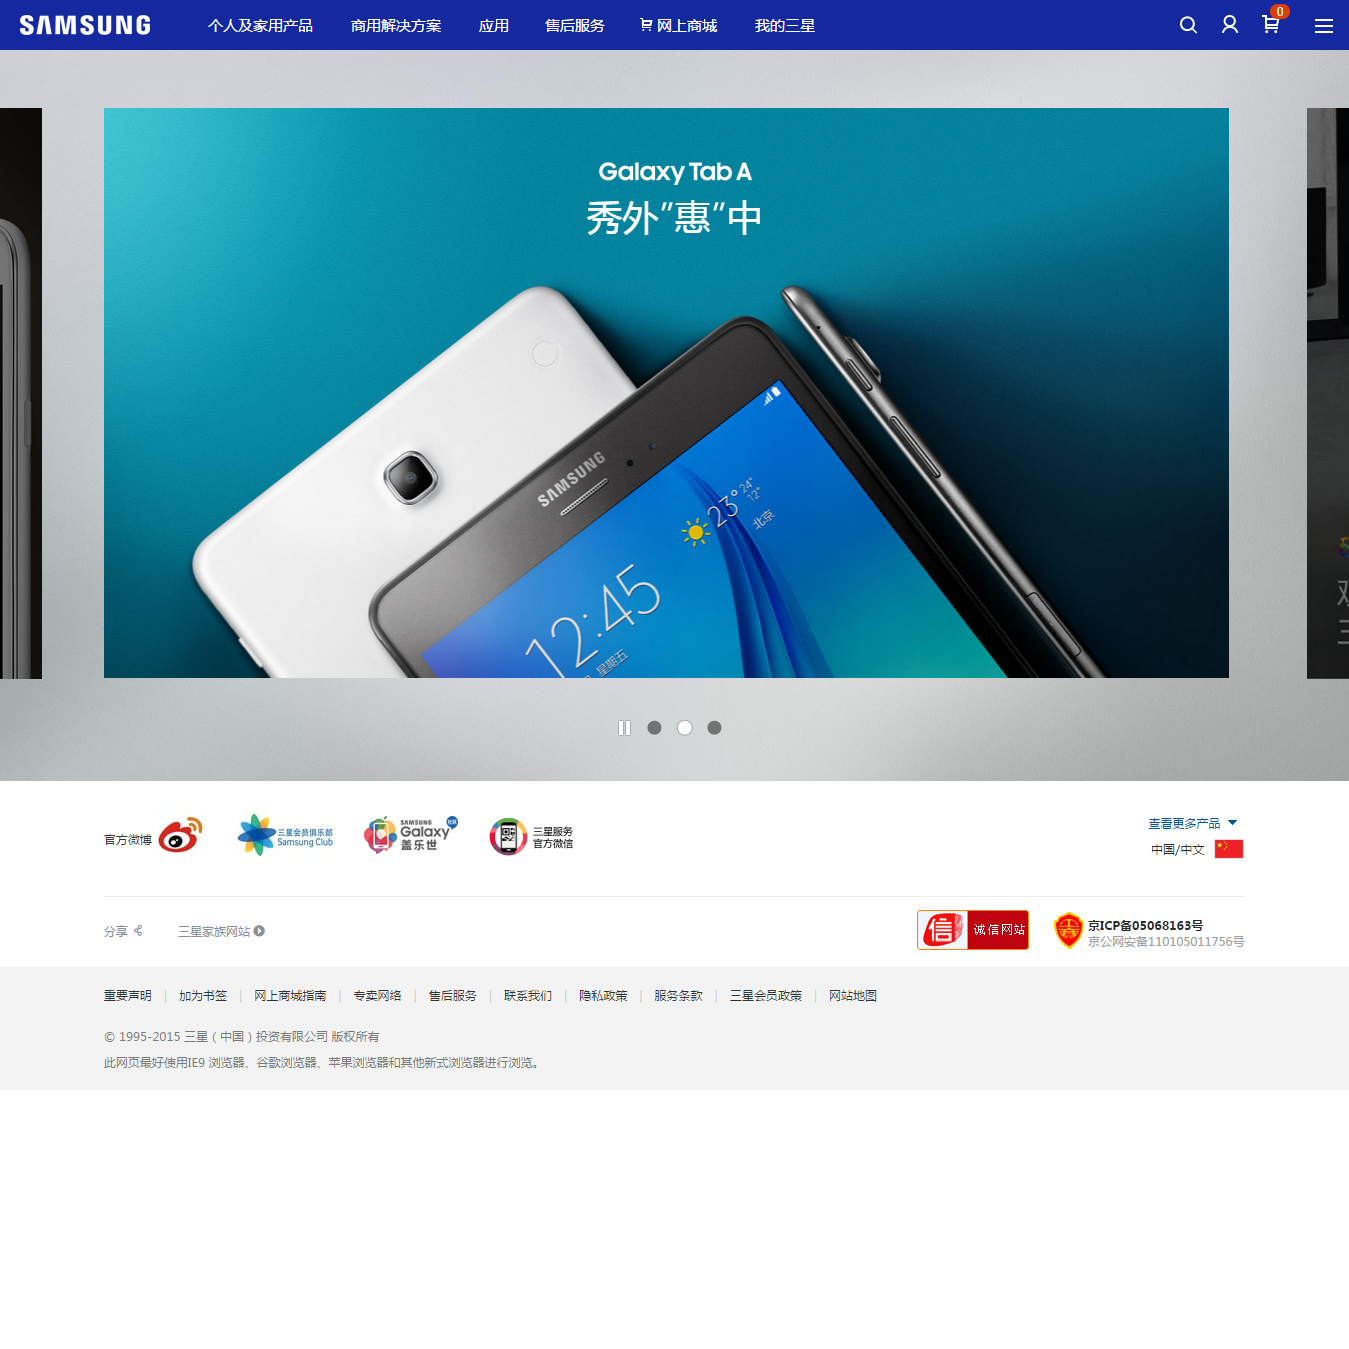 SAMSUNG
个人及家用产品
商用解决方案
应用
售后服务
网上商城
我的三星
0
Galaxy Tab A
秀外”惠”中
SAMSUNG
23° 24° 12°
北京
12:45
星期五
官方微博
三星会员俱乐部
Samsung Club
SAMSUNG
Galaxy
盖乐世
三星服务
官方微信
查看更多产品
中国/中文
分享
三星家族网站
信 诚信网站
京ICP备05068163号
京公网安备110105011756号
重要声明 | 加为书签 | 网上商城指南 | 专卖网络 | 售后服务 | 联系我们 | 隐私政策 | 服务条款 | 三星会员政策 | 网站地图
© 1995-2015 三星（中国）投资有限公司 版权所有
此网页最好使用IE9 浏览器、谷歌浏览器、苹果浏览器和其他新式浏览器进行浏览。